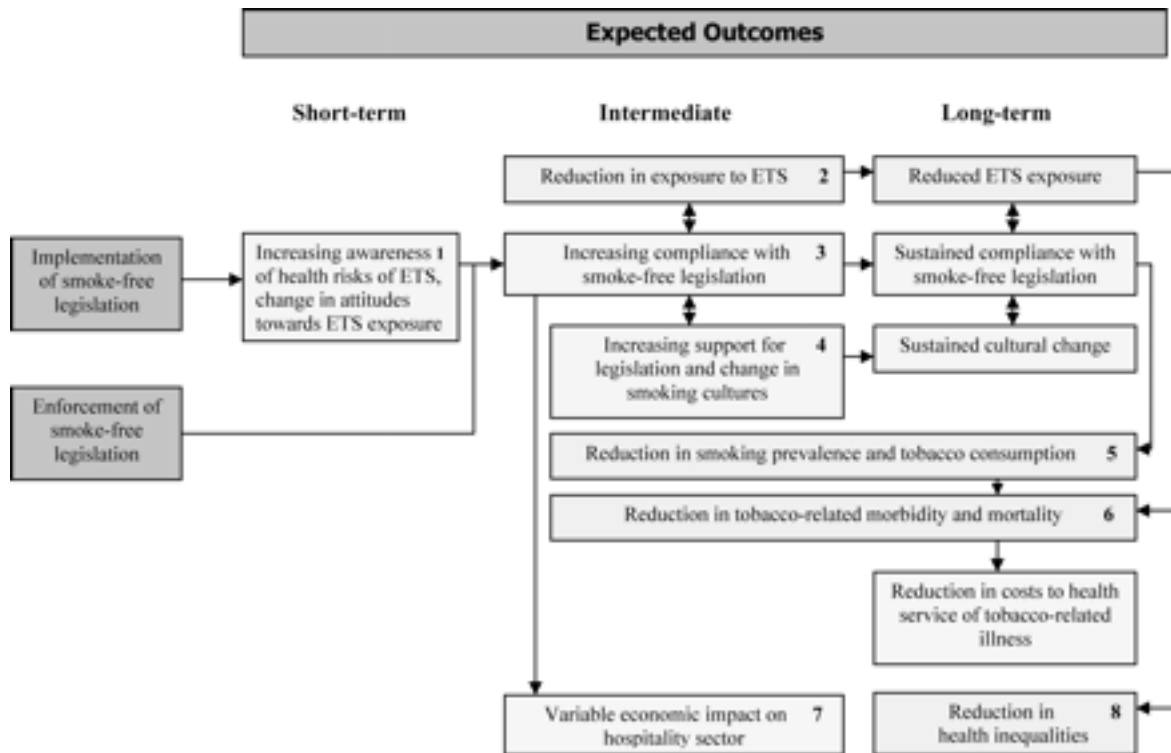 Expected Outcomes
Short-term
Intermediate
Long-term
Reduction in exposure to ETS 2
Reduced ETS exposure
Implementation
of smoke-free
legislation
Increasing awareness 1
of health risks of ETS,
change in attitudes
towards ETS exposure
Increasing compliance with 3
smoke-free legislation
Sustained compliance with
smoke-free legislation
Increasing support for 4
legislation and change in
smoking cultures
Sustained cultural change
Enforcement of
smoke-free
legislation
Reduction in smoking prevalence and tobacco consumption 5
Reduction in tobacco-related morbidity and mortality 6
Reduction in costs to health
service of tobacco-related
illness
Variable economic impact on 7
hospitality sector
Reduction in 8
health inequalities